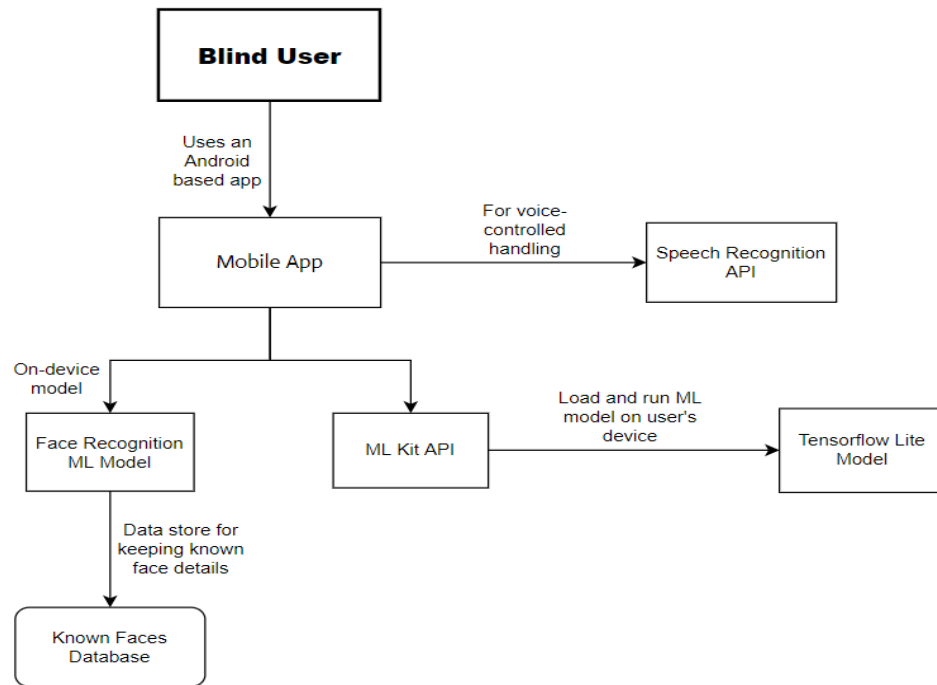 Blind User
Uses an
Android
based app
Mobile App
For voice-
controlled
handling
Speech Recognition
API
On-device
model
Face Recognition
ML Model
ML Kit API
Load and run ML
model on user's
device
Tensorflow Lite
Model
Data store for
keeping known
face details
Known Faces
Database